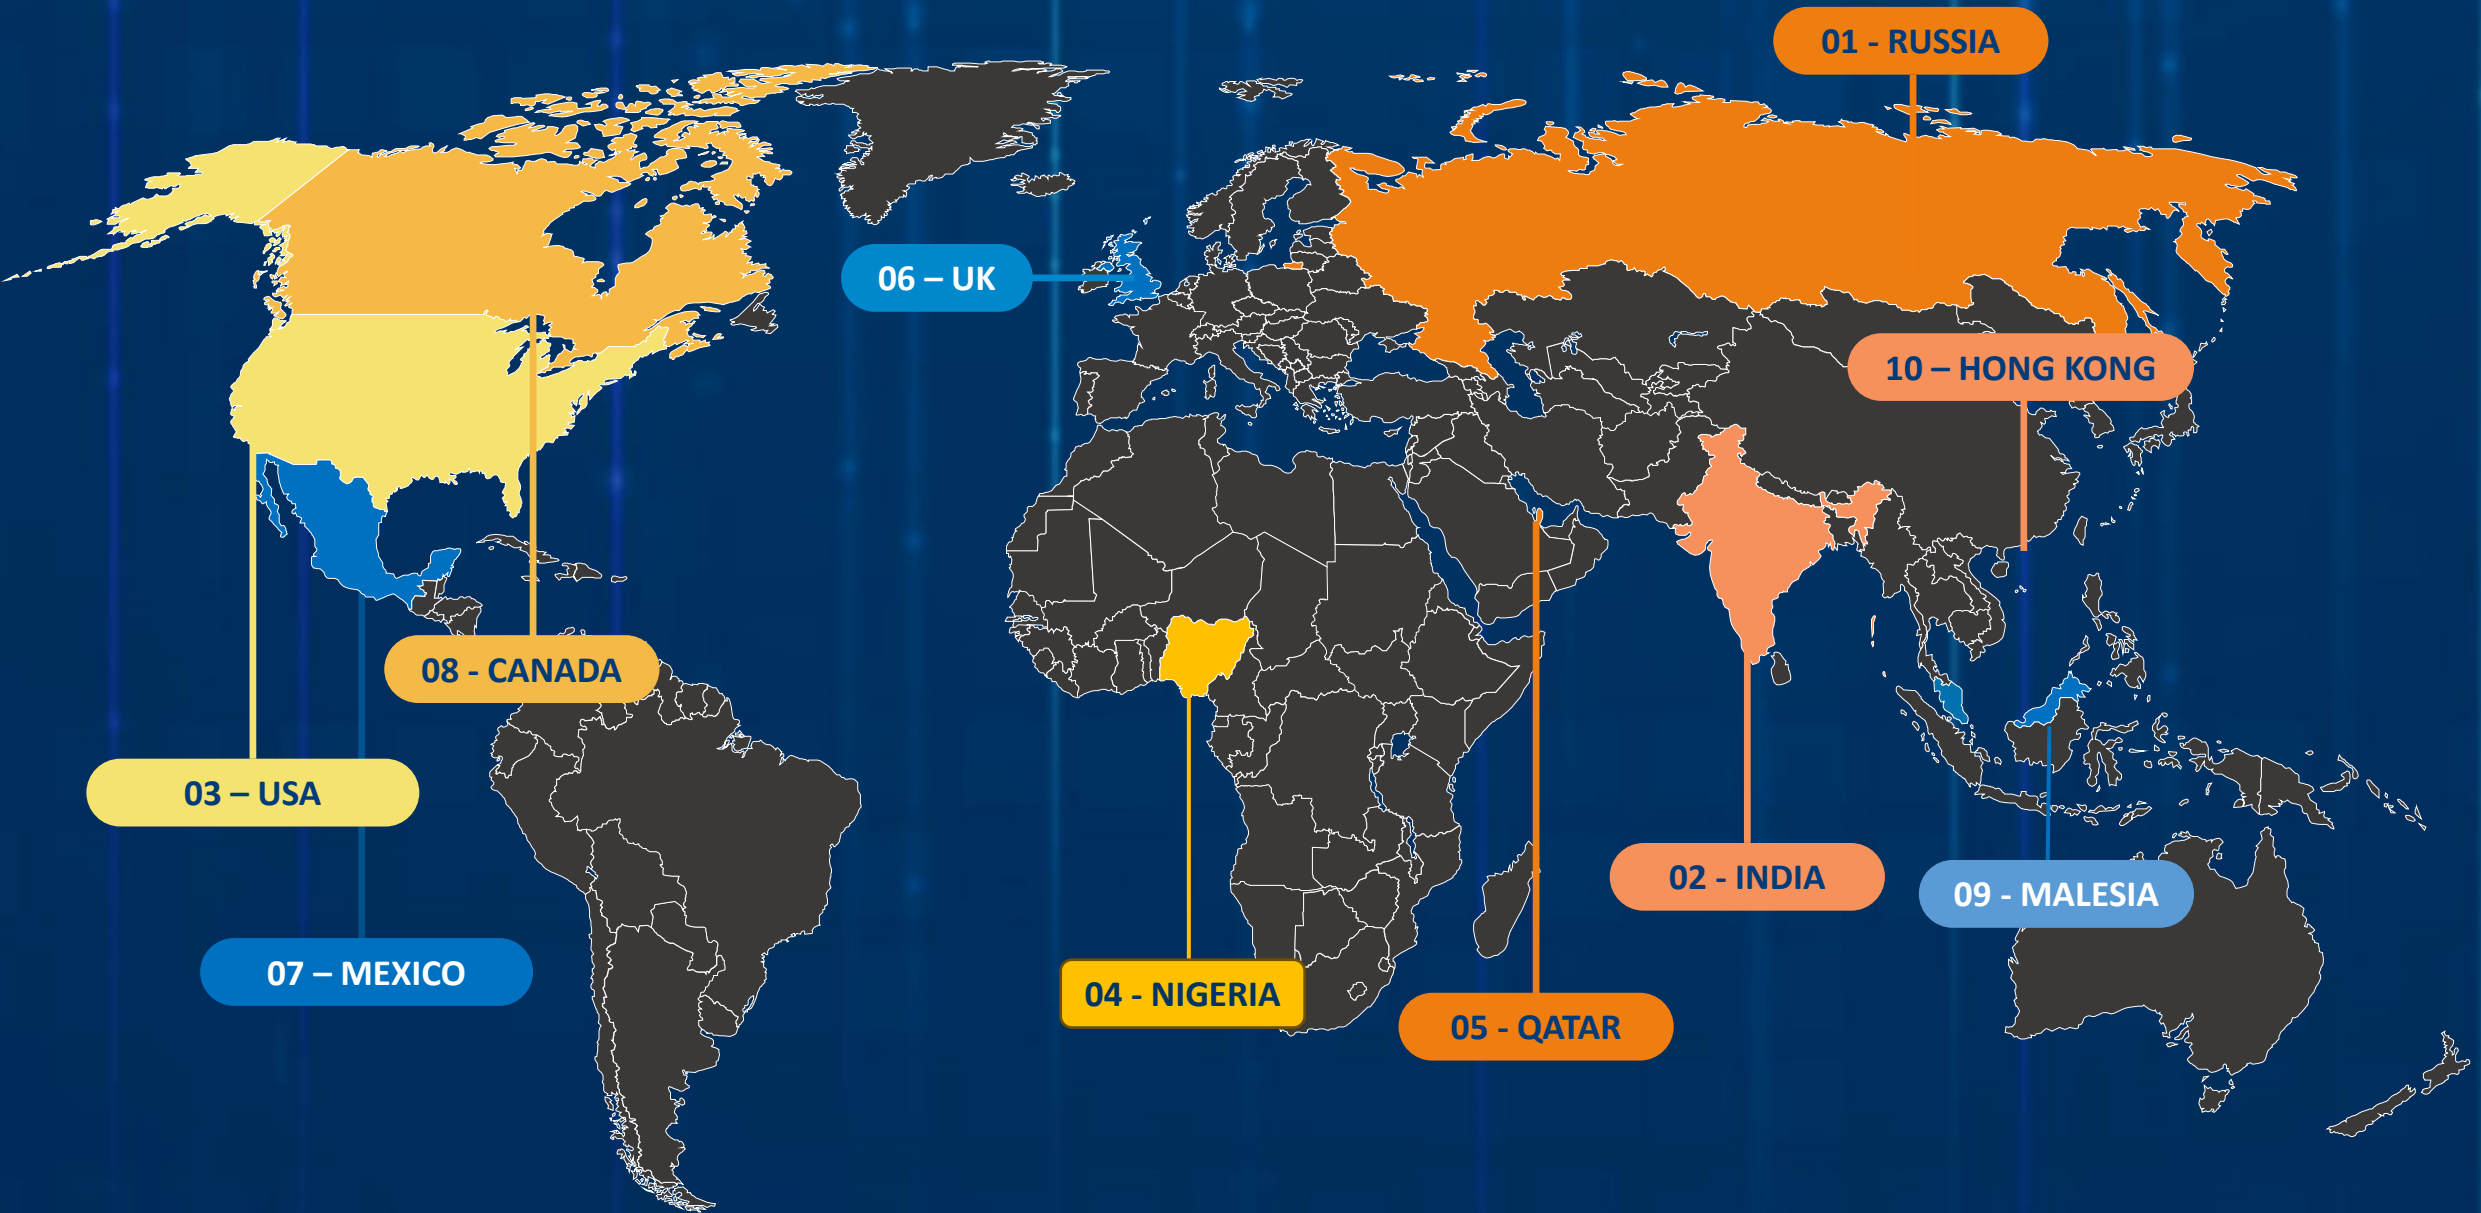 01 - RUSSIA
06 – UK
10 – HONG KONG
08 - CANADA
03 – USA
02 - INDIA
09 - MALESIA
07 – MEXICO
04 - NIGERIA
05 - QATAR